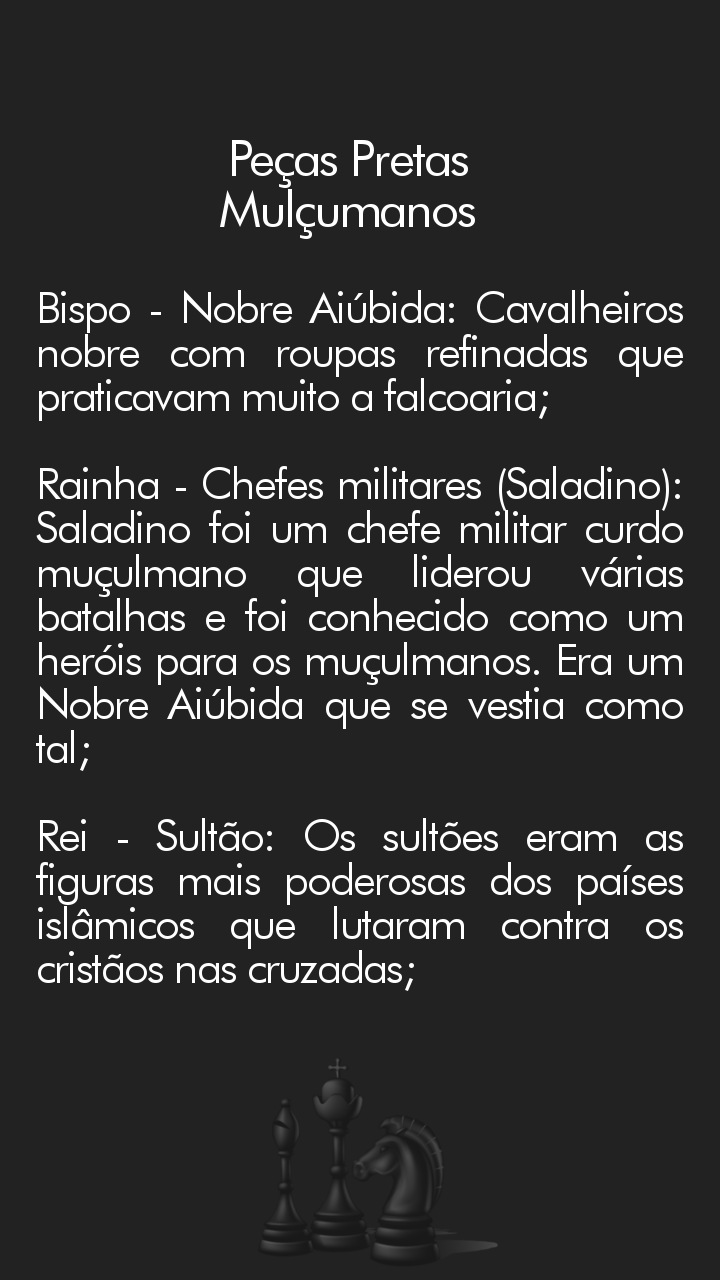 Peças Pretas
Mulçumanos
Bispo - Nobre Aiúbida: Cavalheiros
nobre com roupas refinadas que
praticavam muito a falcoaria;
Rainha - Chefes militares (Saladino):
Saladino foi um chefe militar curdo
muçulmano que liderou várias
batalhas e foi conhecido como um
heróis para os muçulmanos. Era um
Nobre Aiúbida que se vestia como
tal;
Rei - Sultão: Os sultões eram as
figuras mais poderosas dos países
islâmicos que lutaram contra os
cristãos nas cruzadas;